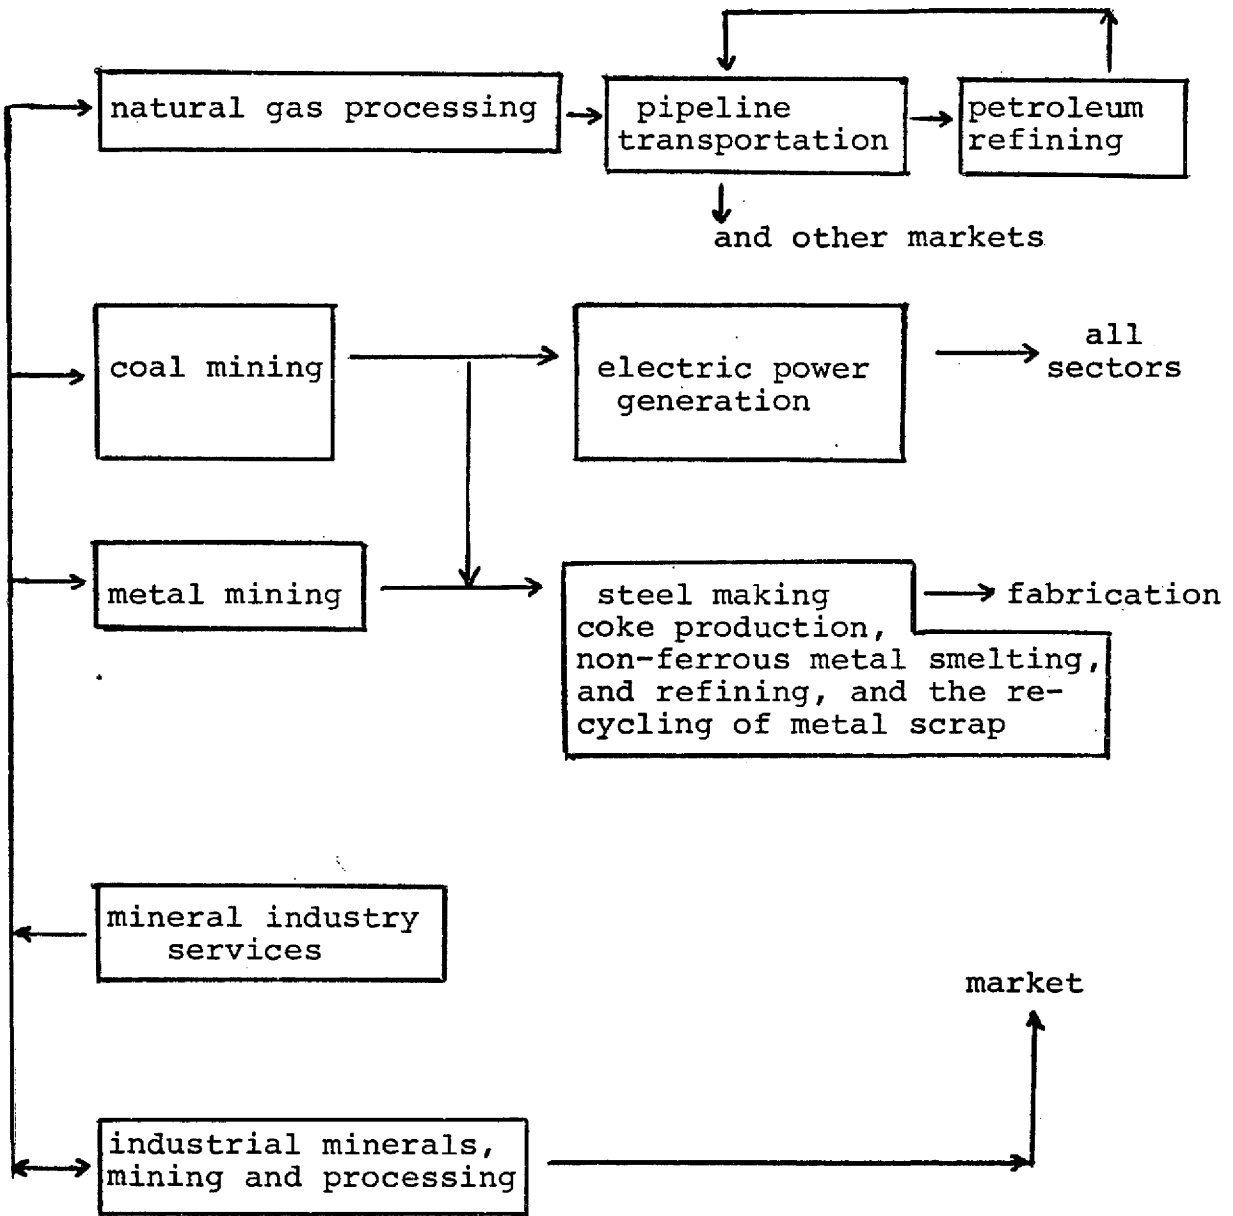 natural gas processing
pipeline
transportation
petroleum
refining
and other markets
coal mining
electric power
generation
all
sectors
metal mining
steel making
coke production,
non-ferrous metal smelting,
and refining, and the re-
cycling of metal scrap
fabrication
mineral industry
services
market
industrial minerals,
mining and processing